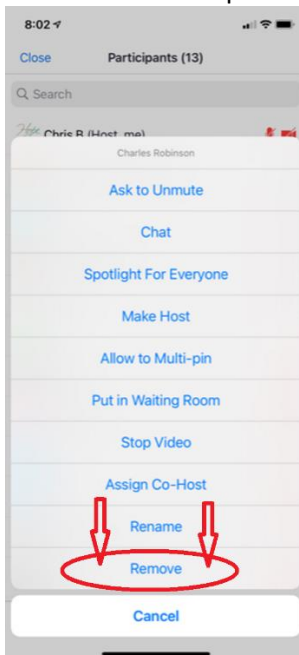 8:02
Close Participants (13)
Search
Chris B (Host, me)
Charles Robinson
Ask to Unmute
Chat
Spotlight For Everyone
Make Host
Allow to Multi-pin
Put in Waiting Room
Stop Video
Assign Co-Host
Rename
Remove
Cancel